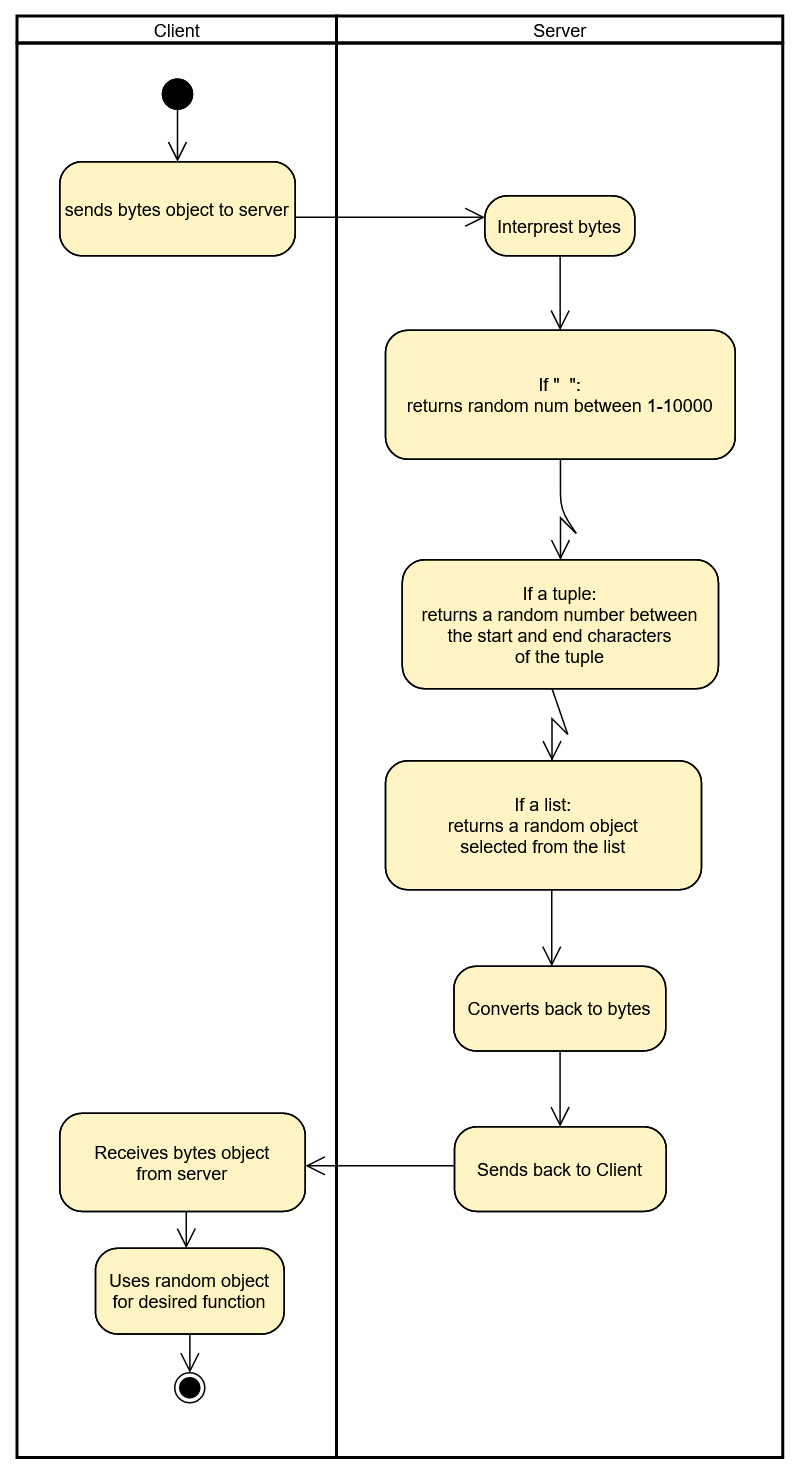 Client
Server
sends bytes object to server
Interprest bytes
If "  ":
returns random num between 1-10000
If a tuple:
returns a random number between
the start and end characters
of the tuple
If a list:
returns a random object
selected from the list
Converts back to bytes
Sends back to Client
Receives bytes object
from server
Uses random object
for desired function